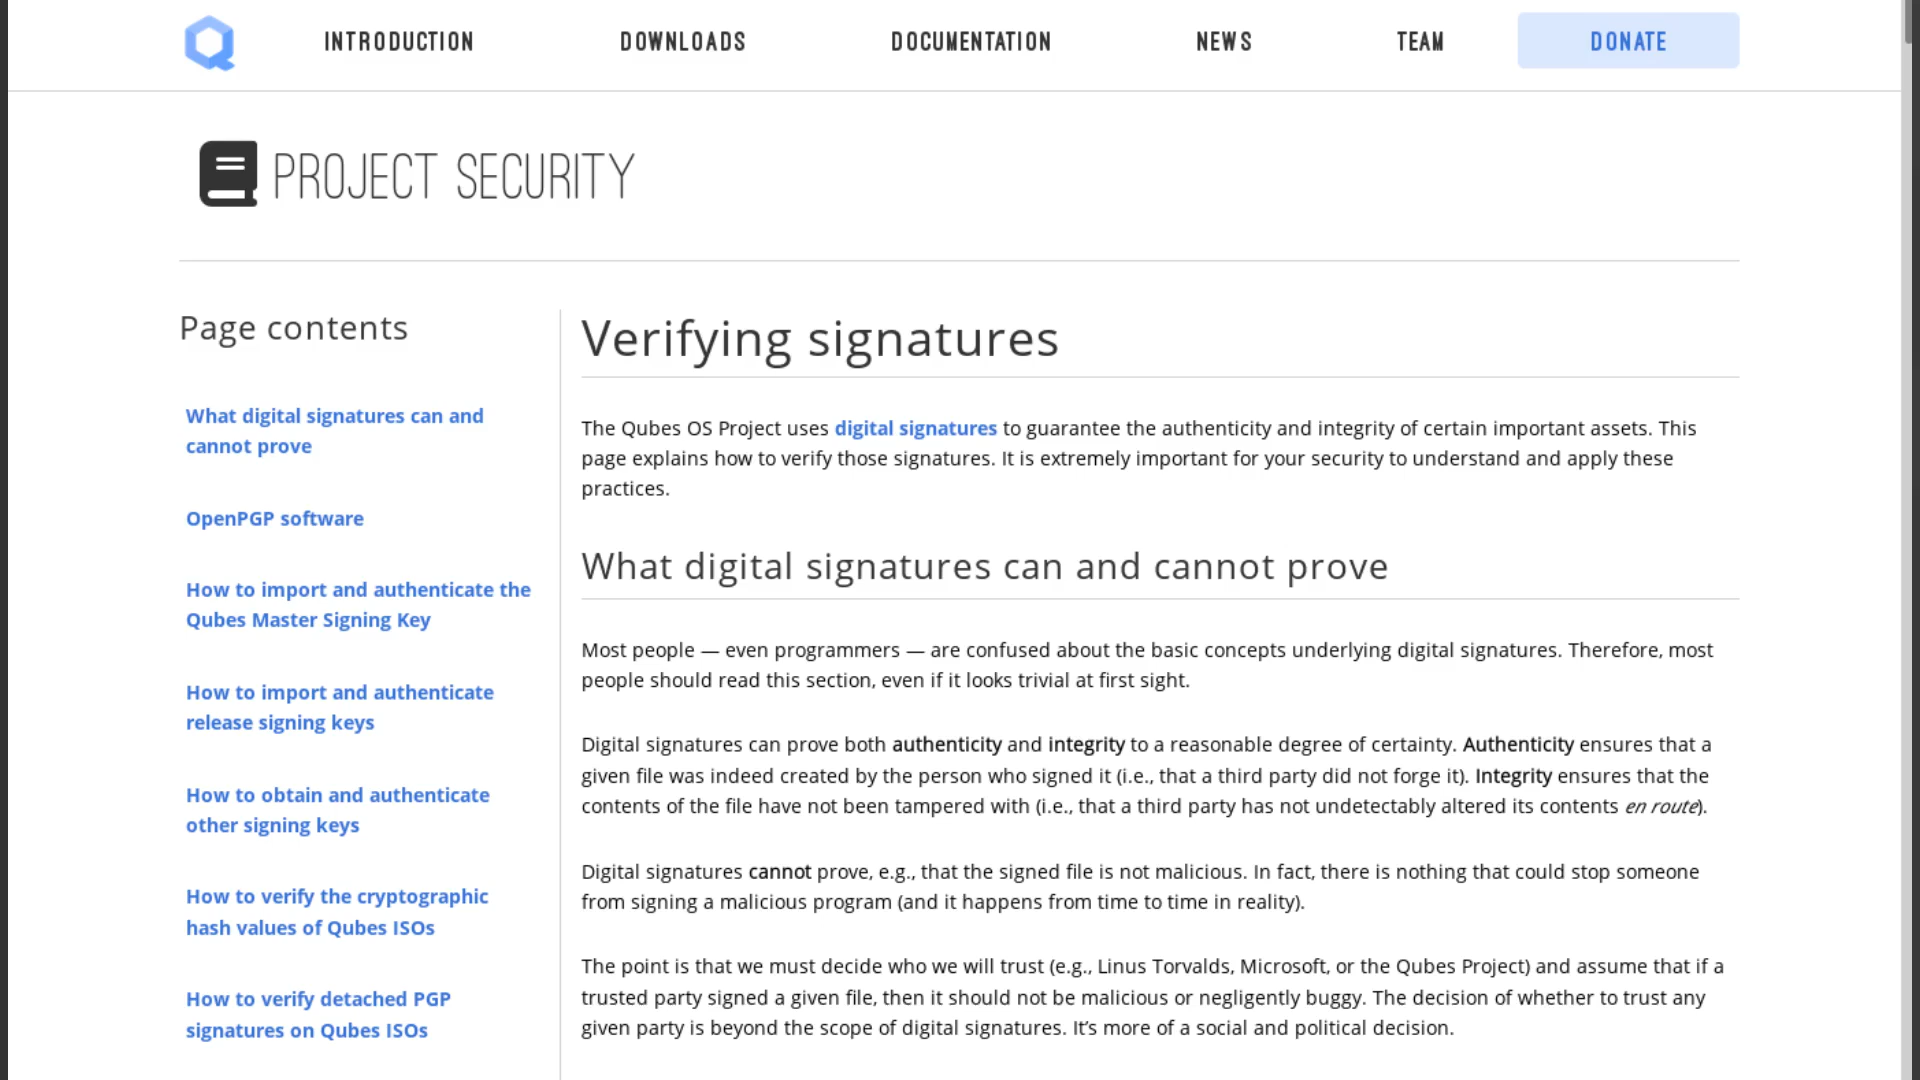 INTRODUCTION
DOWNLOADS
DOCUMENTATION
NEWS
TEAM
DONATE
PROJECT SECURITY
Page contents
What digital signatures can and
cannot prove
OpenPGP software
How to import and authenticate the
Qubes Master Signing Key
How to import and authenticate
release signing keys
How to obtain and authenticate
other signing keys
How to verify the cryptographic
hash values of Qubes ISOs
How to verify detached PGP
signatures on Qubes ISOs
Verifying signatures
The Qubes OS Project uses digital signatures to guarantee the authenticity and integrity of certain important assets. This
page explains how to verify those signatures. It is extremely important for your security to understand and apply these
practices.
What digital signatures can and cannot prove
Most people — even programmers — are confused about the basic concepts underlying digital signatures. Therefore, most
people should read this section, even if it looks trivial at first sight.
Digital signatures can prove both authenticity and integrity to a reasonable degree of certainty. Authenticity ensures that a
given file was indeed created by the person who signed it (i.e., that a third party did not forge it). Integrity ensures that the
contents of the file have not been tampered with (i.e., that a third party has not undetectably altered its contents en route).
Digital signatures cannot prove, e.g., that the signed file is not malicious. In fact, there is nothing that could stop someone
from signing a malicious program (and it happens from time to time in reality).
The point is that we must decide who we will trust (e.g., Linus Torvalds, Microsoft, or the Qubes Project) and assume that if a
trusted party signed a given file, then it should not be malicious or negligently buggy. The decision of whether to trust any
given party is beyond the scope of digital signatures. It’s more of a social and political decision.